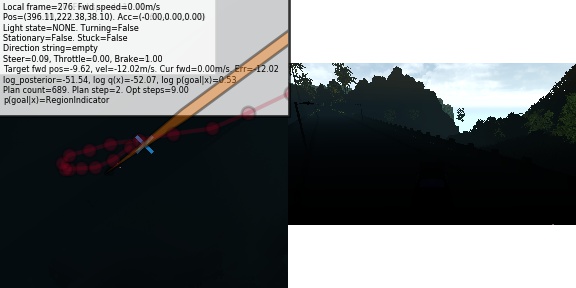 Local frame=276. Fwd speed=0.00m/s
Position=(396.11,222.38,38.10). Acc=(-0.00,0.00,0.00)
Light state=NONE. Turning=False
Stationary=False. Stuck=False
Direction string=empty
Steer=0.09, Throttle=0.00, Brake=1.00
Target fwd pos=-9.62, vel=-12.02m/s. Cur fwd=0.00m/s, Err=-12.02
log_posterior=-51.54, log q(x)=-52.07, log p(goal|x)=0.53
Plan count=689. Plan step=2. Opt steps=9.00
p(goal|x)=RegionIndicator